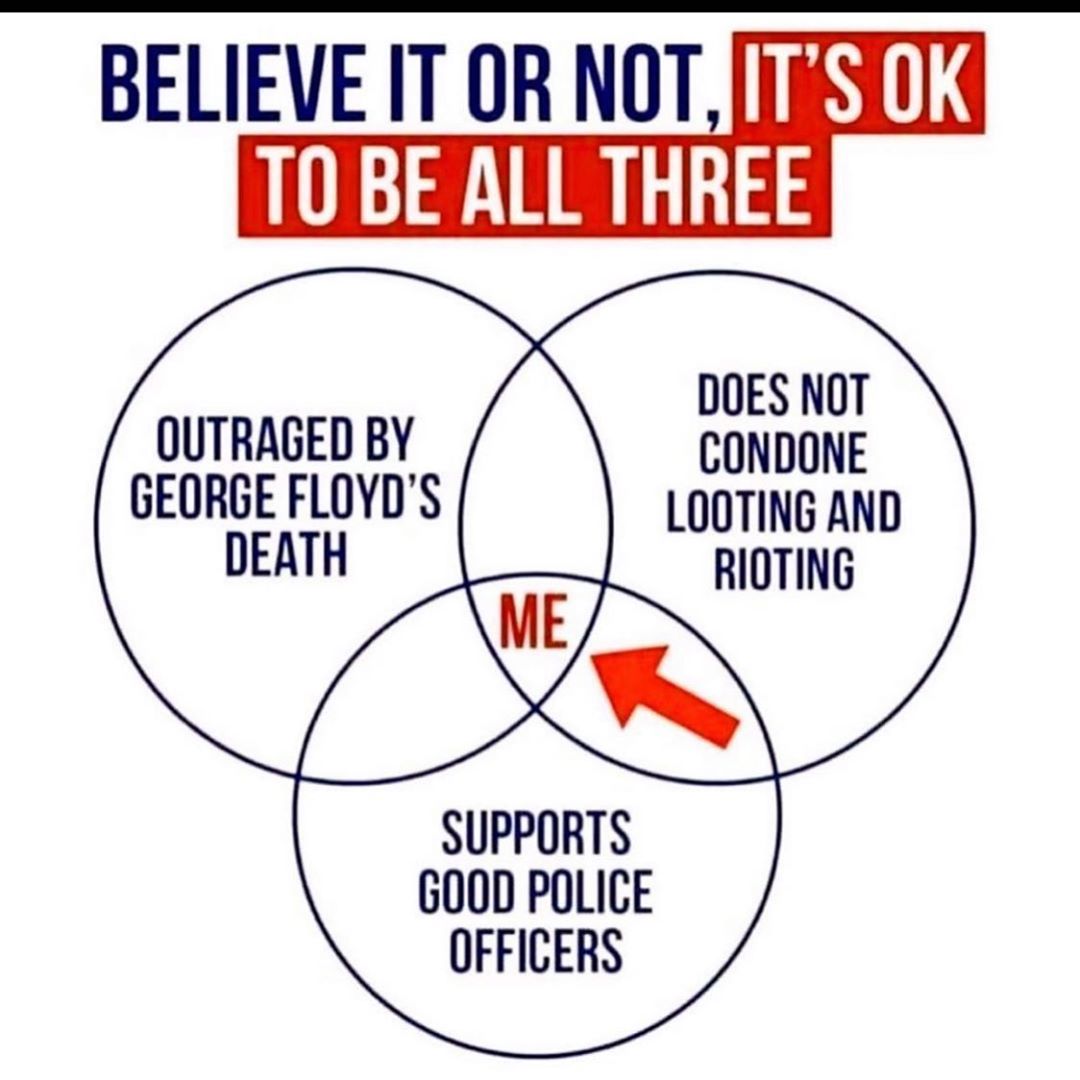 BELIEVE IT OR NOT, IT'S OK
TO BE ALL THREE
OUTRAGED BY
GEORGE FLOYD'S
DEATH
DOES NOT
CONDONE
LOOTING AND
RIOTING
ME
SUPPORTS
GOOD POLICE
OFFICERS